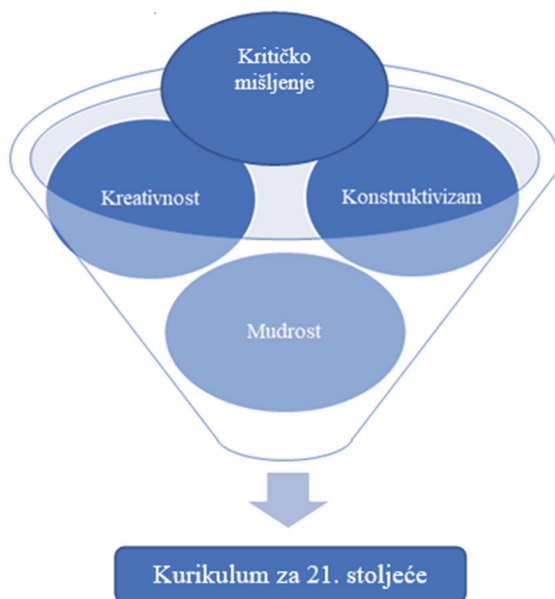 Kritičko
mišljenje
Kreativnost
Konstruktivizam
Mudrost
Kurikulum za 21. stoljeće